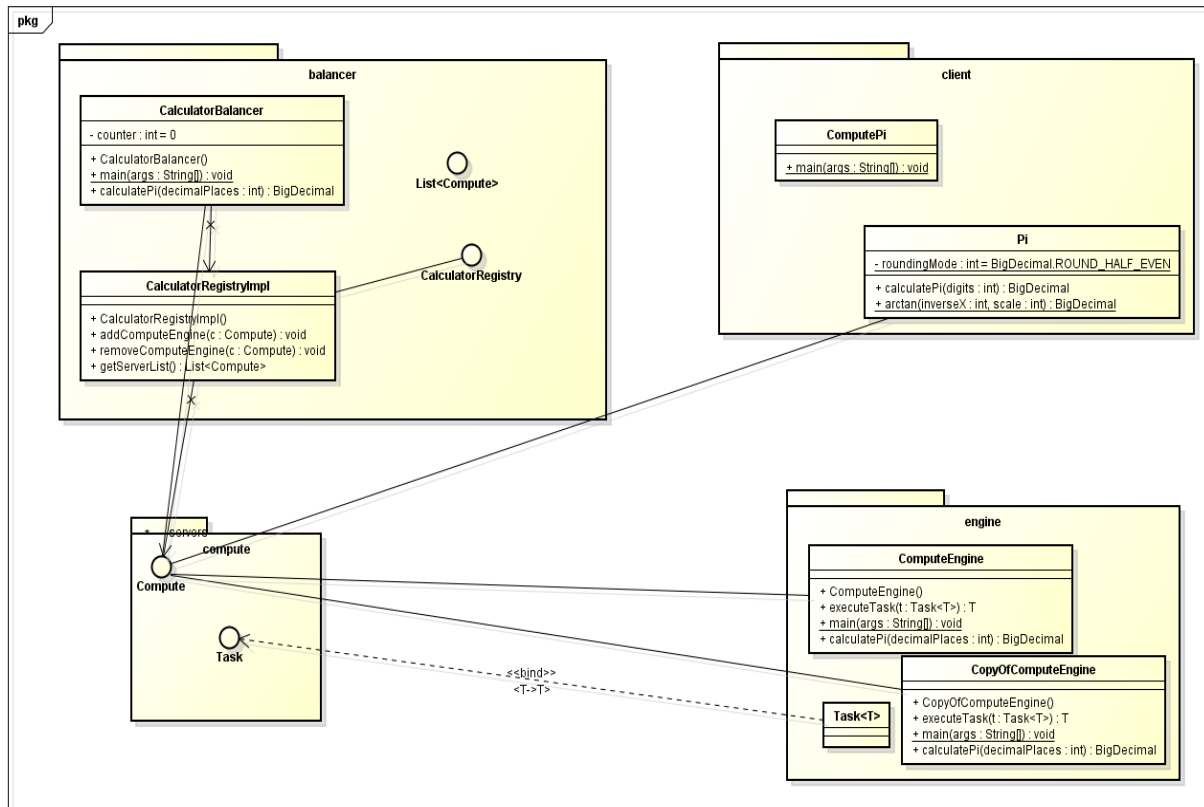 pkg
balancer
CalculatorBalancer
- counter : int = 0
+ CalculatorBalancer()
+ main(args : String[]) : void
+ calculatePi(decimalPlaces : int) : BigDecimal
List<Compute>
CalculatorRegistry
CalculatorRegistryImpl
+ CalculatorRegistryImpl()
+ addComputeEngine(c : Compute) : void
+ removeComputeEngine(c : Compute) : void
+ getServerList() : List<Compute>
client
ComputePi
+ main(args : String[]) : void
Pi
- roundingMode : int = BigDecimal.ROUND_HALF_EVEN
+ calculatePi(digits : int) : BigDecimal
+ arctan(inverseX : int, scale : int) : BigDecimal
* servers
compute
Compute
Task
<<bind>>
<T->T>
engine
ComputeEngine
+ ComputeEngine()
+ executeTask(t : Task<T>) : T
+ main(args : String[]) : void
+ calculatePi(decimalPlaces : int) : BigDecimal
CopyOfComputeEngine
+ CopyOfComputeEngine()
+ executeTask(t : Task<T>) : T
+ main(args : String[]) : void
+ calculatePi(decimalPlaces : int) : BigDecimal
Task<T>